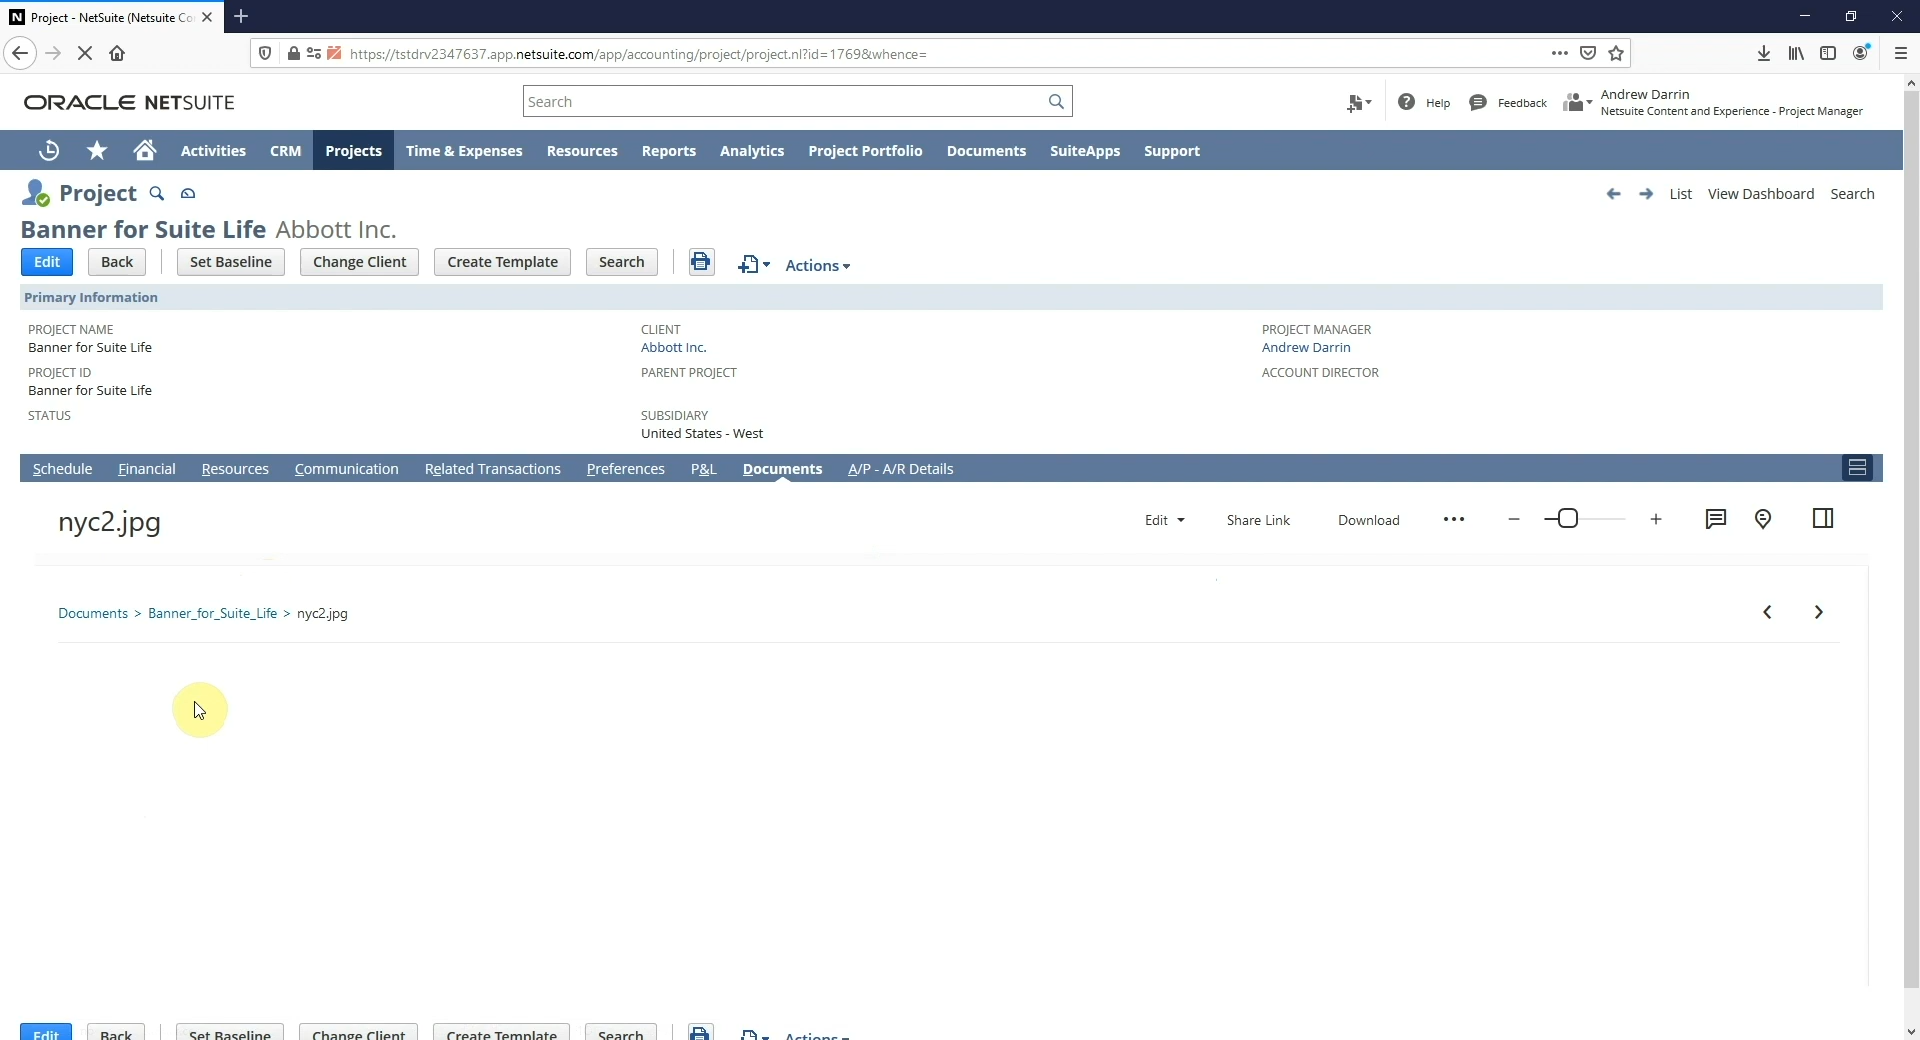 Project - NetSuite (Netsuite Co
https://tstdrv2347637.app.netsuite.com/app/accounting/project/project.nl?id=1769&whence=
ORACLE NETSUITE
Search
Help
Feedback
Andrew Darrin
Netsuite Content and Experience - Project Manager
Activities CRM Projects Time & Expenses Resources Reports Analytics Project Portfolio Documents SuiteApps Support
Project
List View Dashboard Search
Banner for Suite Life Abbott Inc.
Edit Back Set Baseline Change Client Create Template Search Actions
Primary Information
PROJECT NAME
Banner for Suite Life
PROJECT ID
Banner for Suite Life
STATUS
CLIENT
Abbott Inc.
PARENT PROJECT
SUBSIDIARY
United States - West
PROJECT MANAGER
Andrew Darrin
ACCOUNT DIRECTOR
Schedule Financial Resources Communication Related Transactions Preferences P&L Documents A/P - A/R Details
nyc2.jpg
Edit Share Link Download
Documents > Banner_for_Suite_Life > nyc2.jpg
Edit Back Set Baseline Change Client Create Template Search Actions